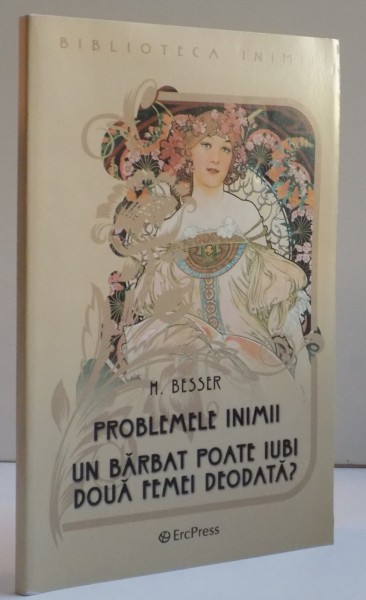 BIBLIOTECA INIMII
H. BESSER
PROBLEMELE INIMII
UN BĂRBAT POATE IUBI
DOUĂ FEMEI DEODATĂ?
ErcPress